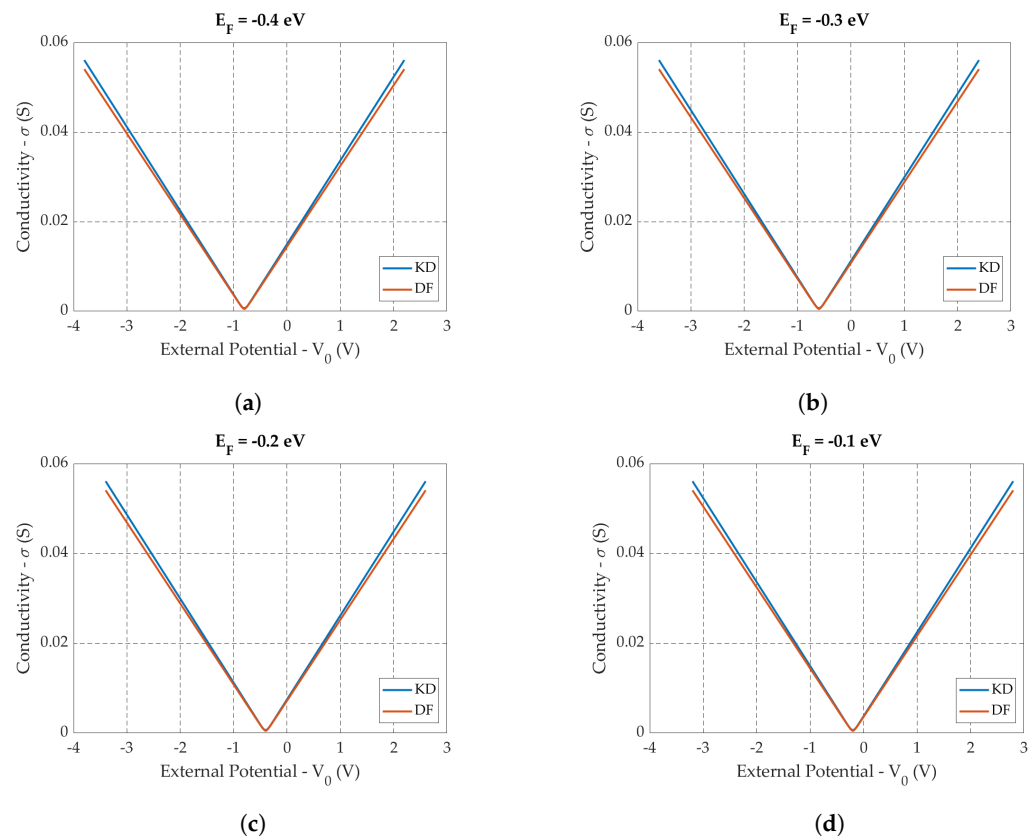 E_F = -0.4 eV
0.06
0.04
0.02
0
Conductivity - σ (S)
KD
DF
-4 -3 -2 -1 0 1 2 3
External Potential - V_0 (V)
(a)
E_F = -0.3 eV
0.06
0.04
0.02
0
Conductivity - σ (S)
KD
DF
-4 -3 -2 -1 0 1 2 3
External Potential - V_0 (V)
(b)
E_F = -0.2 eV
0.06
0.04
0.02
0
Conductivity - σ (S)
KD
DF
-4 -3 -2 -1 0 1 2 3
External Potential - V_0 (V)
(c)
E_F = -0.1 eV
0.06
0.04
0.02
0
Conductivity - σ (S)
KD
DF
-4 -3 -2 -1 0 1 2 3
External Potential - V_0 (V)
(d)